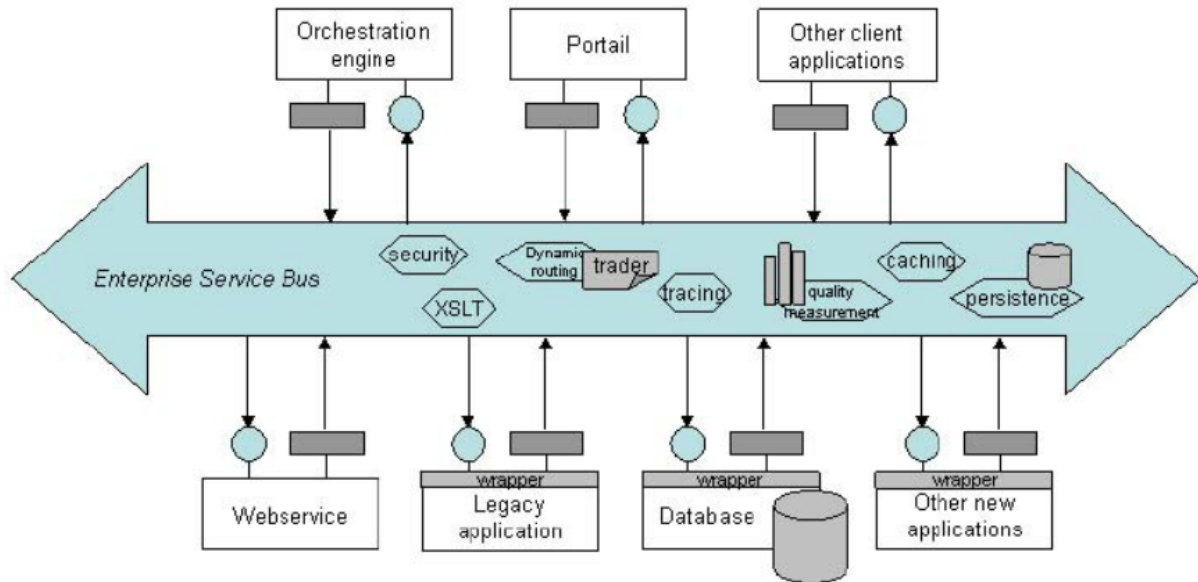 Orchestration
engine
Portail
Other client
applications
Enterprise Service Bus
security
XSLT
Dynamic
routing
trader
tracing
quality
measurement
caching
persistence
Webservice
wrapper
Legacy
application
wrapper
Database
wrapper
Other new
applications